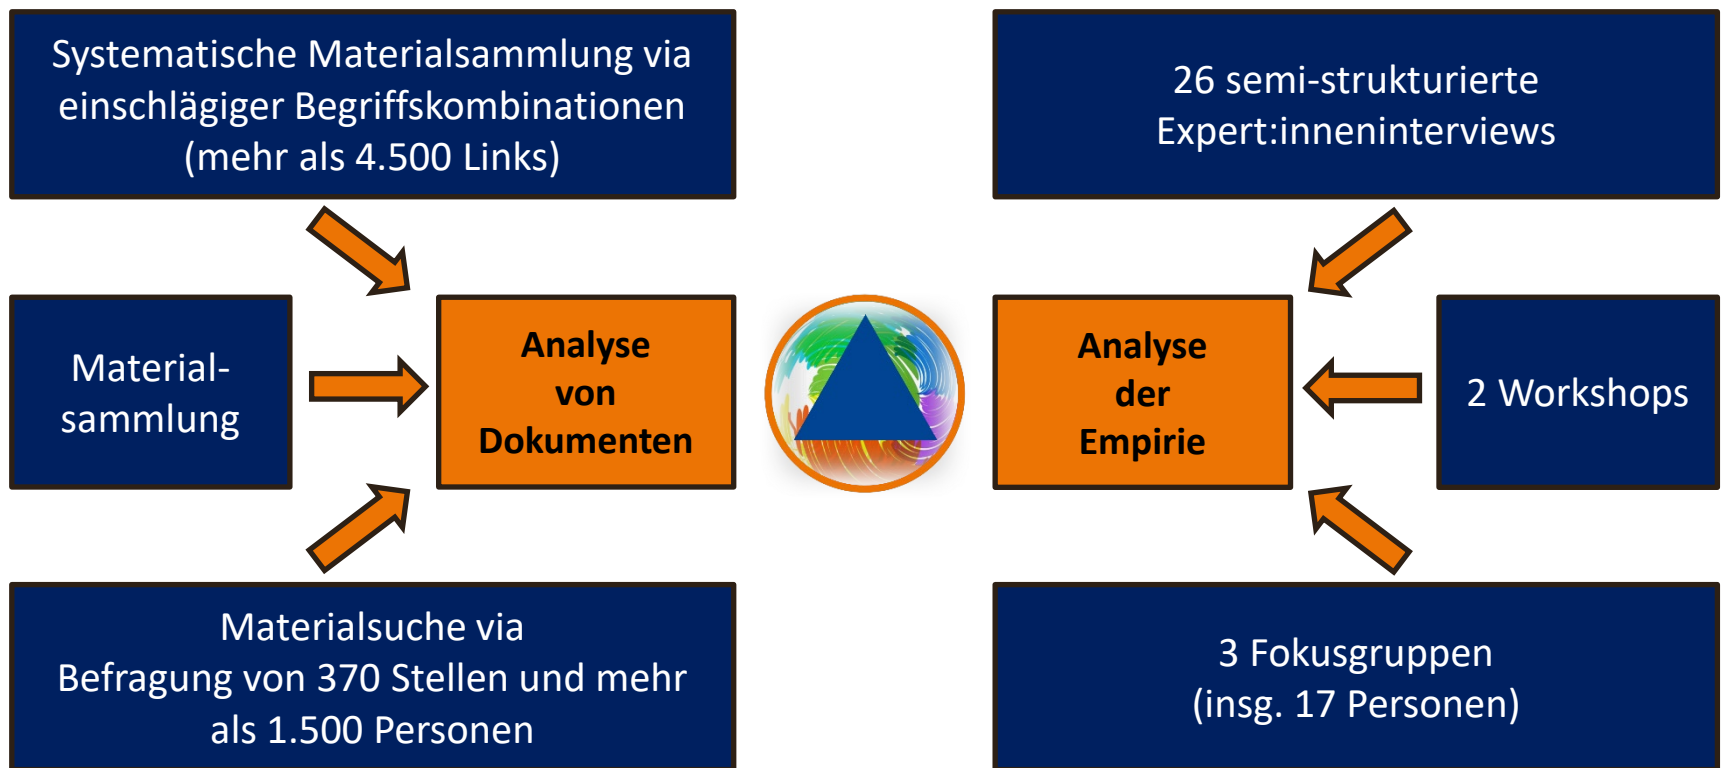 Systematische Materialsammlung via
einschlägiger Begriffskombinationen
(mehr als 4.500 Links)
26 semi-strukturierte
Expert:inneninterviews
Material-
sammlung
Analyse
von
Dokumenten
Analyse
der
Empirie
2 Workshops
Materialsuche via
Befragung von 370 Stellen und mehr
als 1.500 Personen
3 Fokusgruppen
(insg. 17 Personen)